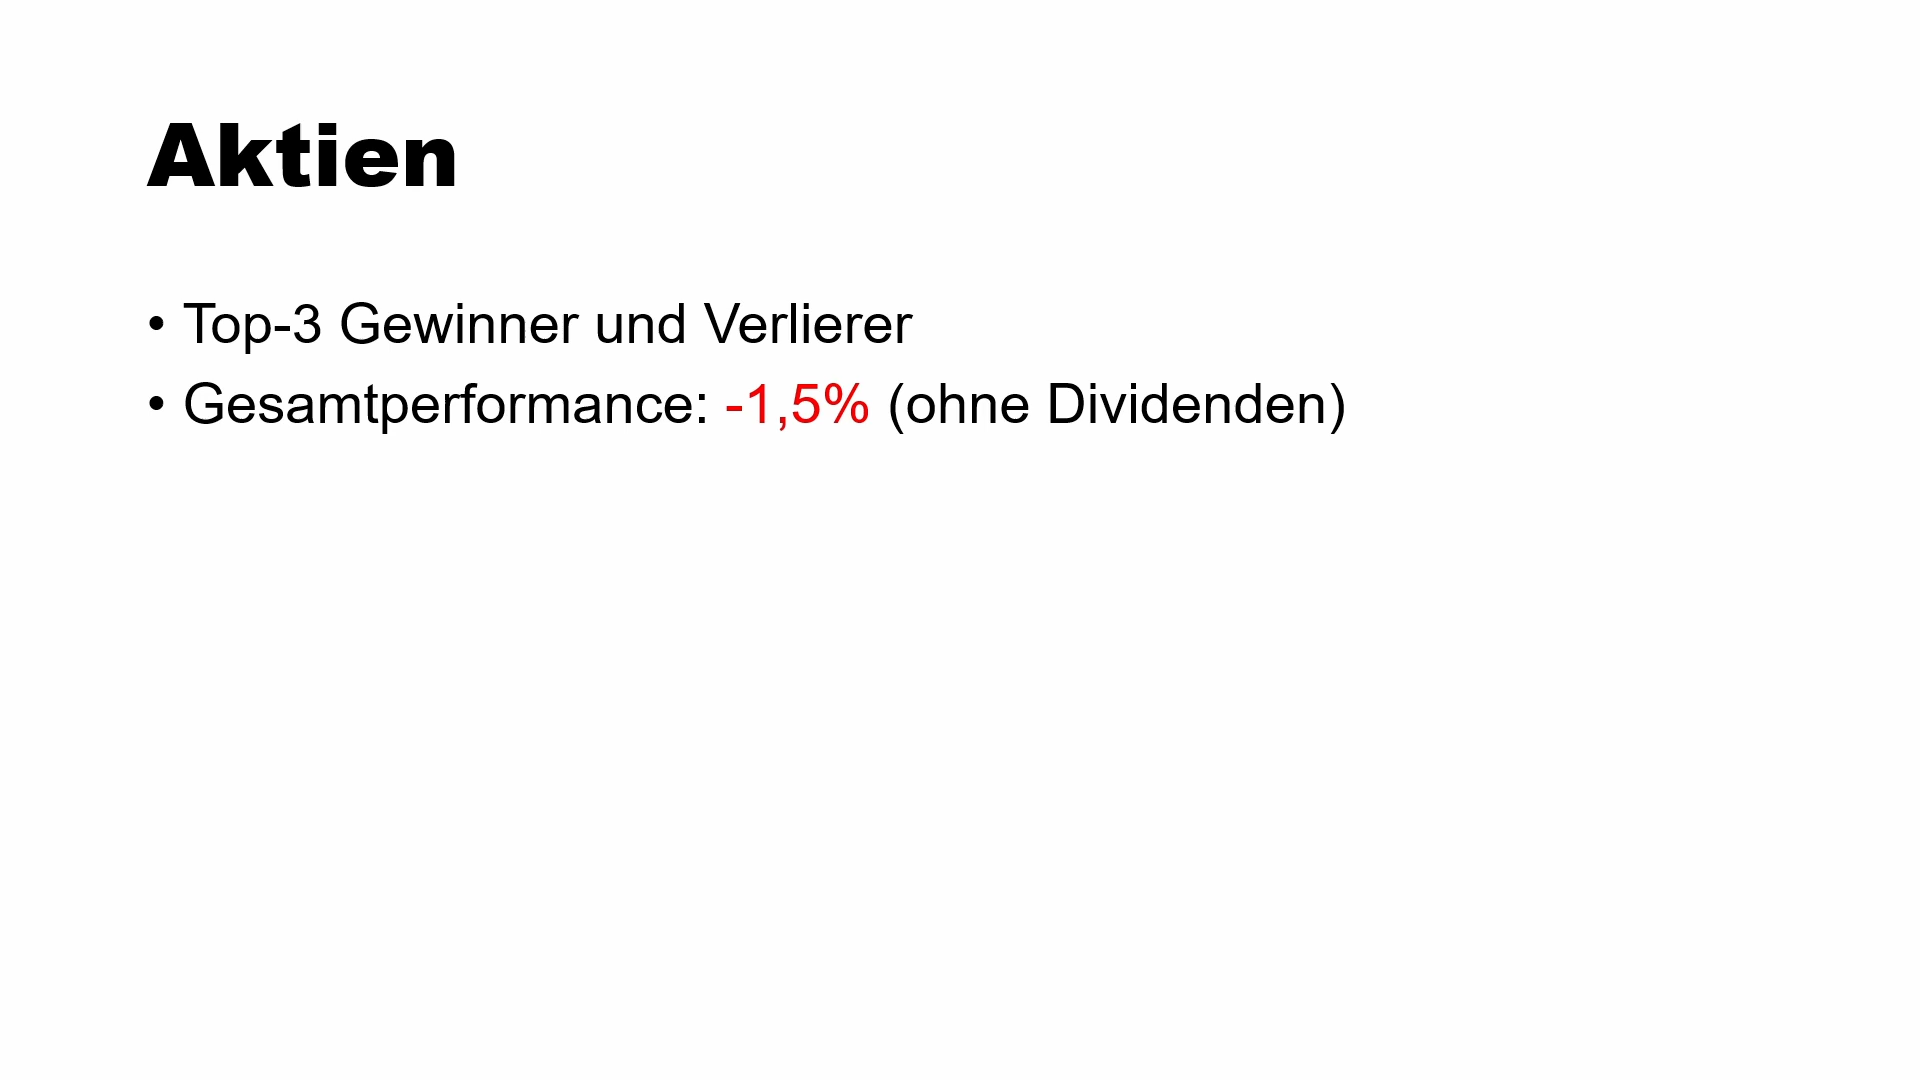 Aktien
• Top-3 Gewinner und Verlierer
• Gesamtperformance: -1,5% (ohne Dividenden)